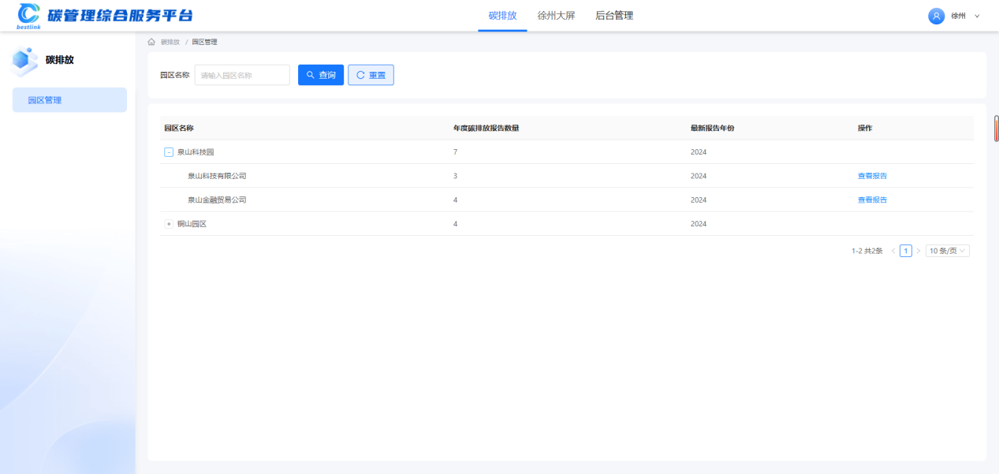 碳管理综合服务平台
bestlink
碳排放 徐州大屏 后台管理
徐州
碳排放 / 园区管理
碳排放
园区管理
园区名称 请输入园区名称 查询 重置
园区名称 年度碳排放报告数量 最新报告年份 操作
泉山科技园 7 2024
泉山科技有限公司 3 2024 查看报告
泉山金融贸易公司 4 2024 查看报告
铜山园区 4 2024
1-2 共2条 < 1 > 10 条/页